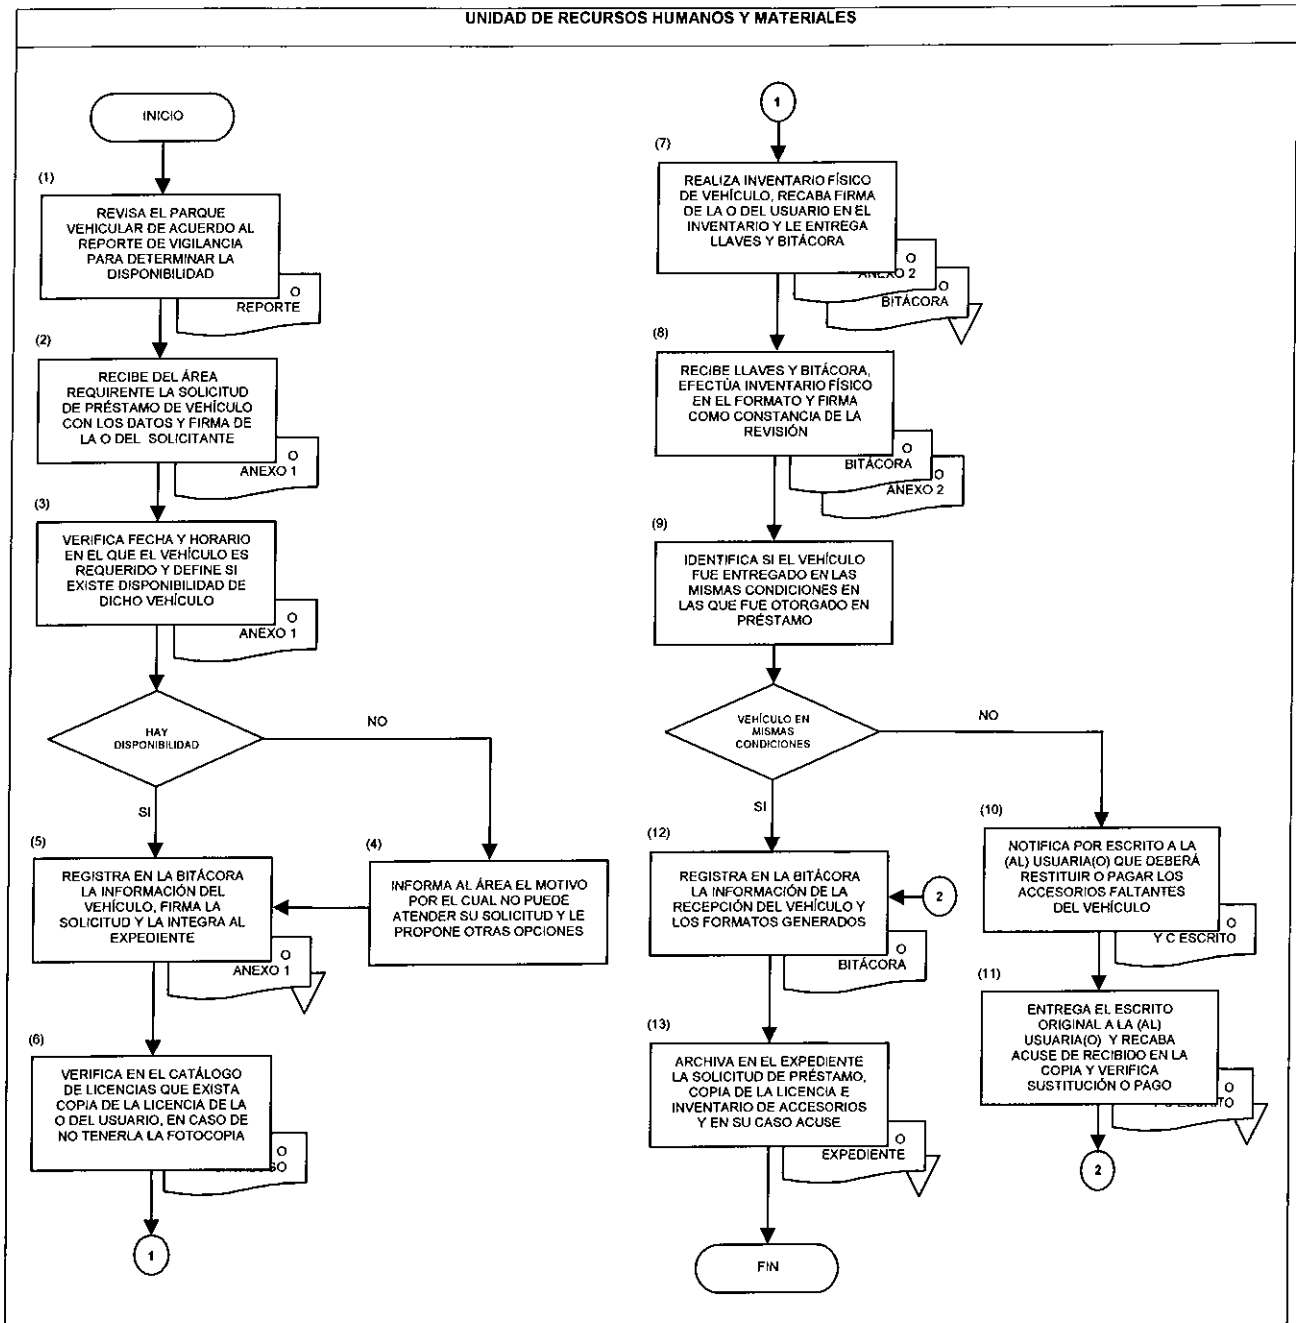 UNIDAD DE RECURSOS HUMANOS Y MATERIALES
INICIO
(1)
REVISA EL PARQUE
VEHICULAR DE ACUERDO AL
REPORTE DE VIGILANCIA
PARA DETERMINAR LA
DISPONIBILIDAD
O
REPORTE
(2)
RECIBE DEL ÁREA
REQUIRENTE LA SOLICITUD
DE PRÉSTAMO DE VEHÍCULO
CON LOS DATOS Y FIRMA DE
LA O DEL SOLICITANTE
O
ANEXO 1
(3)
VERIFICA FECHA Y HORARIO
EN EL QUE EL VEHÍCULO ES
REQUERIDO Y DEFINE SI
EXISTE DISPONIBILIDAD DE
DICHO VEHÍCULO
O
ANEXO 1
HAY
DISPONIBILIDAD
NO
SI
(4)
INFORMA AL ÁREA EL MOTIVO
POR EL CUAL NO PUEDE
ATENDER SU SOLICITUD Y LE
PROPONE OTRAS OPCIONES
(5)
REGISTRA EN LA BITÁCORA
LA INFORMACIÓN DEL
VEHÍCULO, FIRMA LA
SOLICITUD Y LA INTEGRA AL
EXPEDIENTE
O
ANEXO 1
(6)
VERIFICA EN EL CATÁLOGO
DE LICENCIAS QUE EXISTA
COPIA DE LA LICENCIA DE LA
O DEL USUARIO, EN CASO DE
NO TENERLA LA FOTOCOPIA
O
1
1
(7)
REALIZA INVENTARIO FÍSICO
DE VEHÍCULO, RECABA FIRMA
DE LA O DEL USUARIO EN EL
INVENTARIO Y LE ENTREGA
LLAVES Y BITÁCORA
O
ANEXO 2
O
BITÁCORA
(8)
RECIBE LLAVES Y BITÁCORA,
EFECTÚA INVENTARIO FÍSICO
EN EL FORMATO Y FIRMA
COMO CONSTANCIA DE LA
REVISIÓN
O
BITÁCORA
O
ANEXO 2
(9)
IDENTIFICA SI EL VEHÍCULO
FUE ENTREGADO EN LAS
MISMAS CONDICIONES EN
LAS QUE FUE OTORGADO EN
PRÉSTAMO
VEHÍCULO EN
MISMAS
CONDICIONES
NO
SI
(10)
NOTIFICA POR ESCRITO A LA
(AL) USUARIA(O) QUE DEBERÁ
RESTITUIR O PAGAR LOS
ACCESORIOS FALTANTES
DEL VEHÍCULO
O
Y C ESCRITO
(11)
ENTREGA EL ESCRITO
ORIGINAL A LA (AL)
USUARIA(O) Y RECABA
ACUSE DE RECIBIDO EN LA
COPIA Y VERIFICA
SUSTITUCIÓN O PAGO
O
2
(12)
REGISTRA EN LA BITÁCORA
LA INFORMACIÓN DE LA
RECEPCIÓN DEL VEHÍCULO Y
LOS FORMATOS GENERADOS
2
O
BITÁCORA
(13)
ARCHIVA EN EL EXPEDIENTE
LA SOLICITUD DE PRÉSTAMO,
COPIA DE LA LICENCIA E
INVENTARIO DE ACCESORIOS
Y EN SU CASO ACUSE
O
EXPEDIENTE
FIN